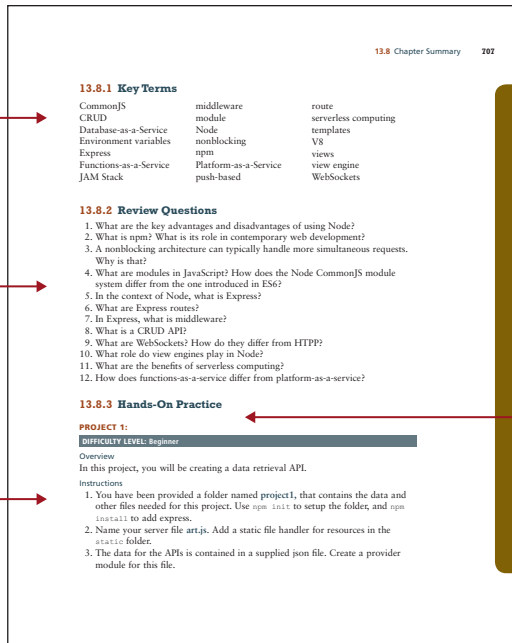 13.8 Chapter Summary 707
13.8.1 Key Terms
CommonJS
CRUD
Database-as-a-Service
Environment variables
Express
Functions-as-a-Service
JAM Stack
middleware
module
Node
nonblocking
npm
Platform-as-a-Service
push-based
route
serverless computing
templates
V8
views
view engine
WebSockets
13.8.2 Review Questions
1. What are the key advantages and disadvantages of using Node?
2. What is npm? What is its role in contemporary web development?
3. A nonblocking architecture can typically handle more simultaneous requests.
Why is that?
4. What are modules in JavaScript? How does the Node CommonJS module
system differ from the one introduced in ES6?
5. In the context of Node, what is Express?
6. What are Express routes?
7. In Express, what is middleware?
8. What is a CRUD API?
9. What are WebSockets? How do they differ from HTPP?
10. What role do view engines play in Node?
11. What are the benefits of serverless computing?
12. How does functions-as-a-service differ from platform-as-a-service?
13.8.3 Hands-On Practice
PROJECT 1:
DIFFICULTY LEVEL: Beginner
Overview
In this project, you will be creating a data retrieval API.
Instructions
1. You have been provided a folder named project1, that contains the data and
other files needed for this project. Use npm init to setup the folder, and npm
install to add express.
2. Name your server file art.js. Add a static file handler for resources in the
static folder.
3. The data for the APIs is contained in a supplied json file. Create a provider
module for this file.